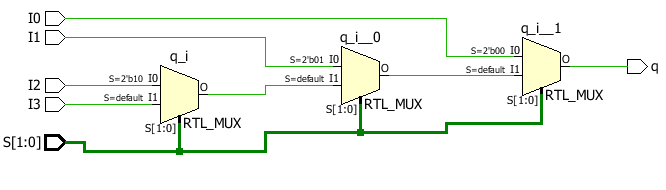 I0
I1
I2
I3
S[1:0]
q_i
S=2'b10 I0
S=default I1
O
S[1:0]
RTL_MUX
q_i__0
S=2'b01 I0
S=default I1
O
S[1:0]
RTL_MUX
q_i__1
S=2'b00 I0
S=default I1
O
S[1:0]
RTL_MUX
q